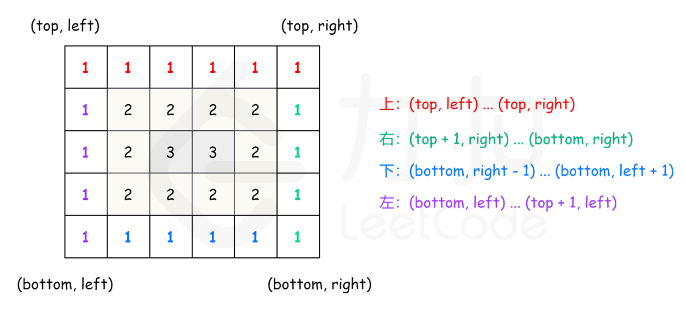 (top, left) (top, right)
1 1 1 1 1 1
1 2 2 2 2 1
1 2 3 3 2 1
1 2 2 2 2 1
1 1 1 1 1 1
(bottom, left) (bottom, right)
上：(top, left) ... (top, right)
右：(top + 1, right) ... (bottom, right)
下：(bottom, right - 1) ... (bottom, left + 1)
左：(bottom, left) ... (top + 1, left)
力扣
LeetCode